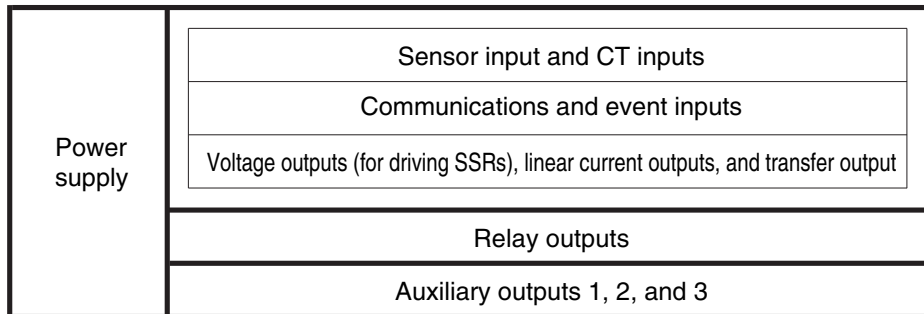 Power
supply
Sensor input and CT inputs
Communications and event inputs
Voltage outputs (for driving SSRs), linear current outputs, and transfer output
Relay outputs
Auxiliary outputs 1, 2, and 3